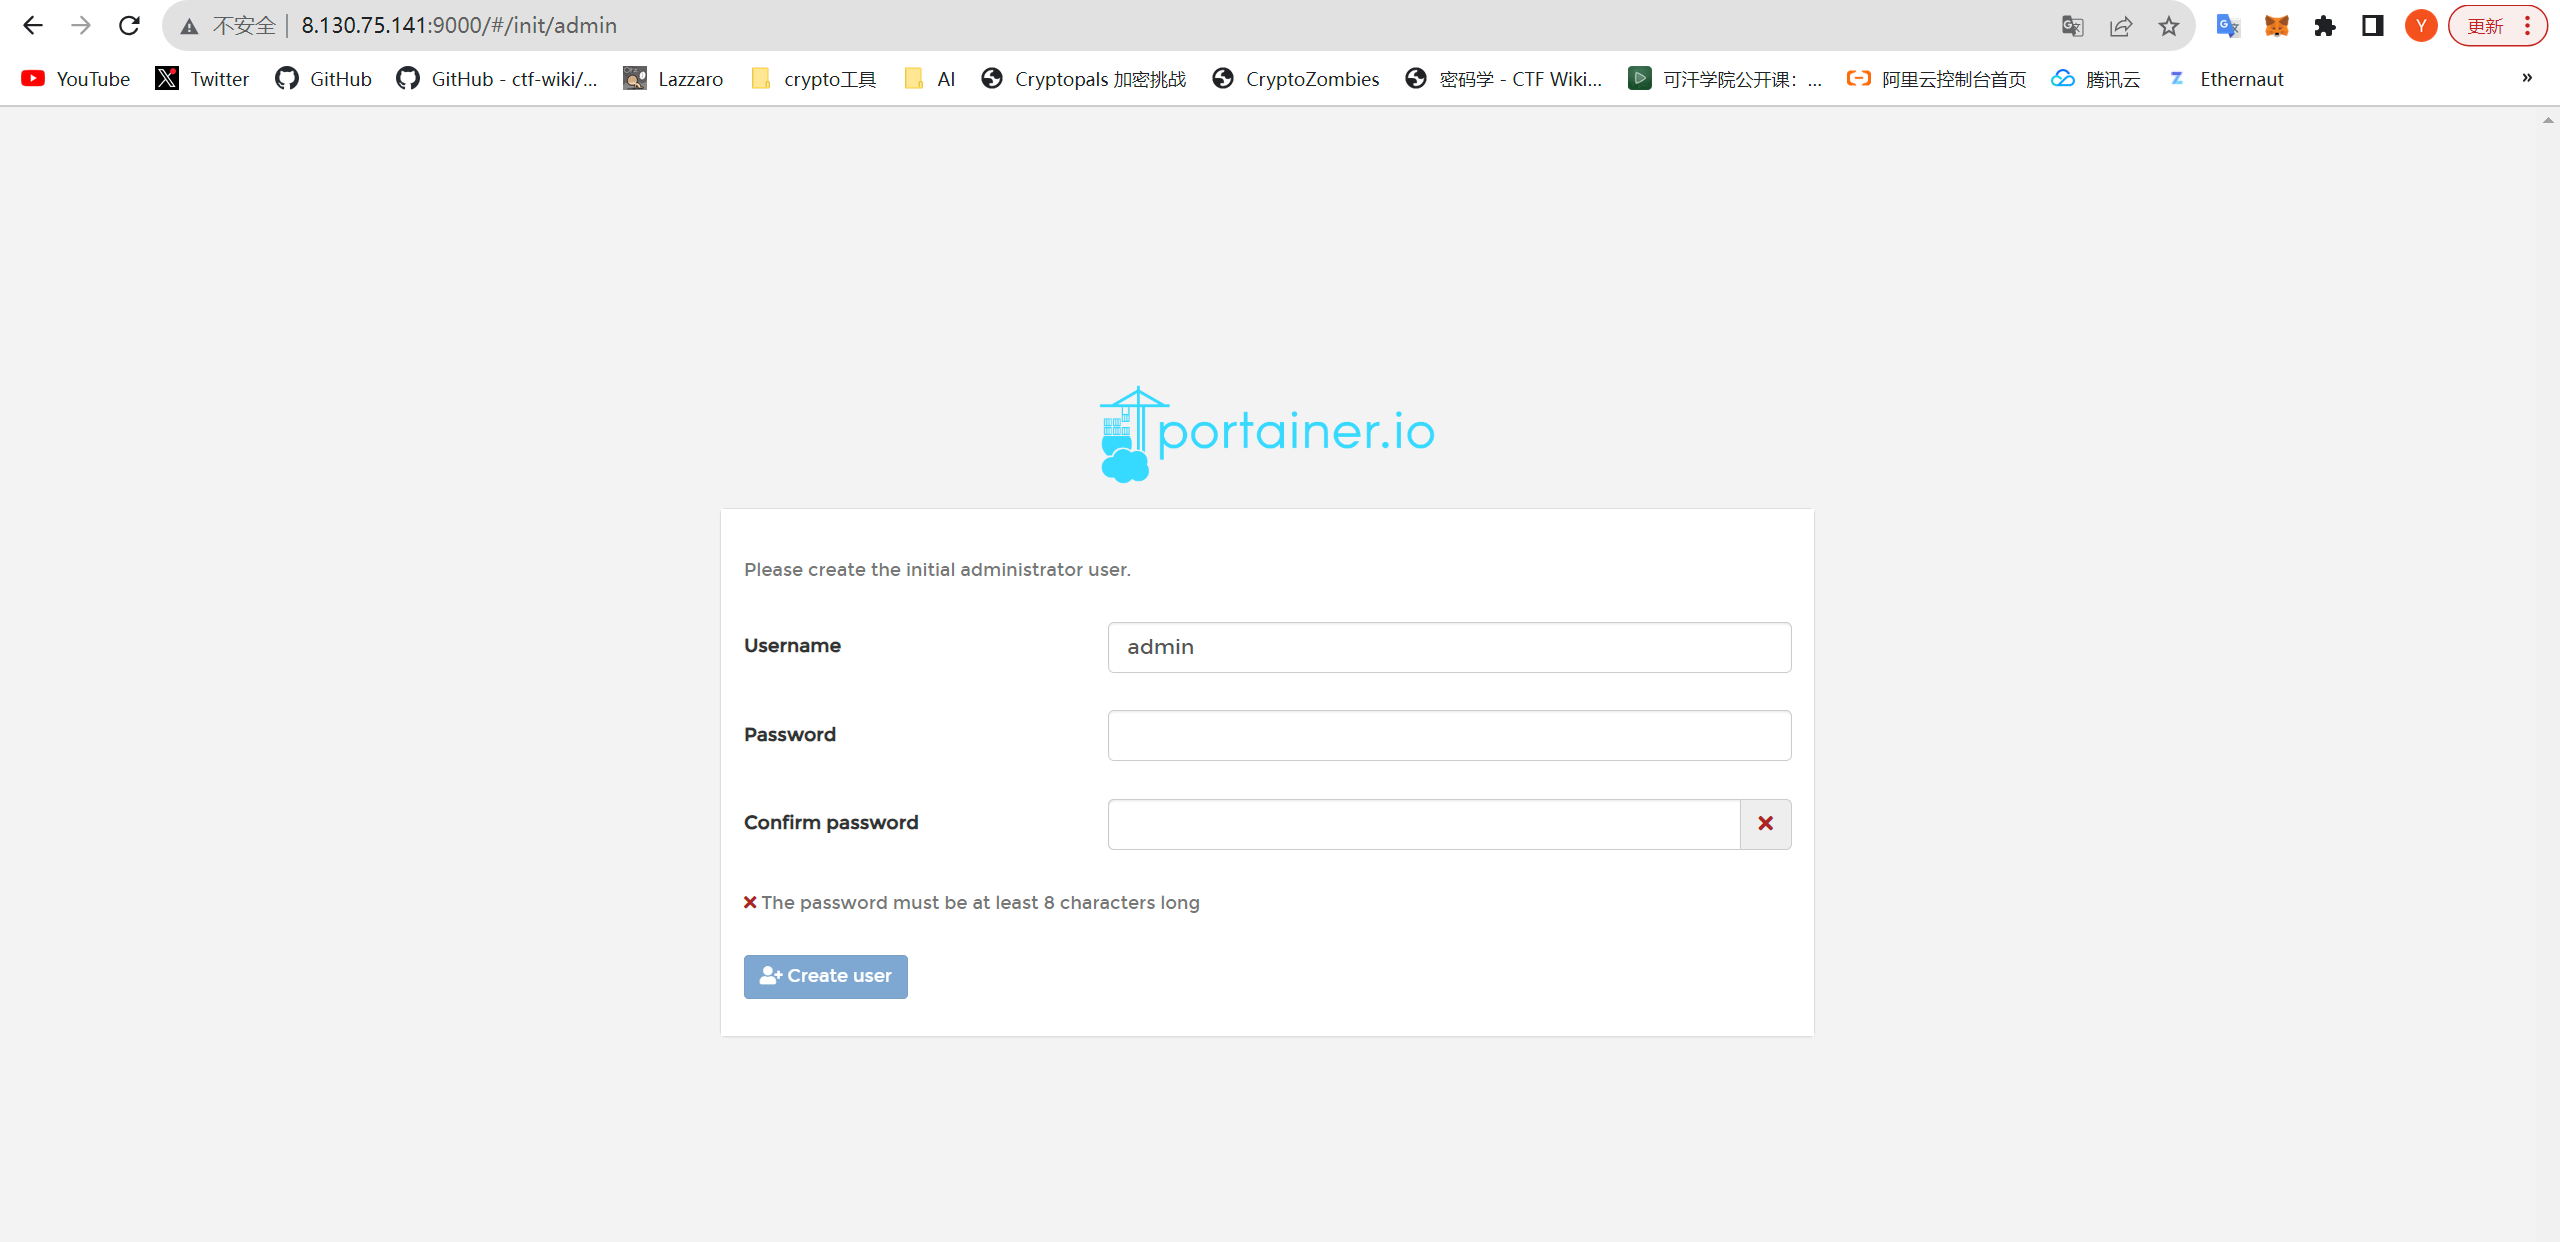 不安全 | 8.130.75.141:9000/#/init/admin
更新
YouTube Twitter GitHub GitHub - ctf-wiki/... Lazzaro crypto工具 AI Cryptopals 加密挑战 CryptoZombies 密码学 - CTF Wiki... 可汗学院公开课：... 阿里云控制台首页 腾讯云 Ethernaut »
portainer.io
Please create the initial administrator user.
Username admin
Password
Confirm password
The password must be at least 8 characters long
Create user